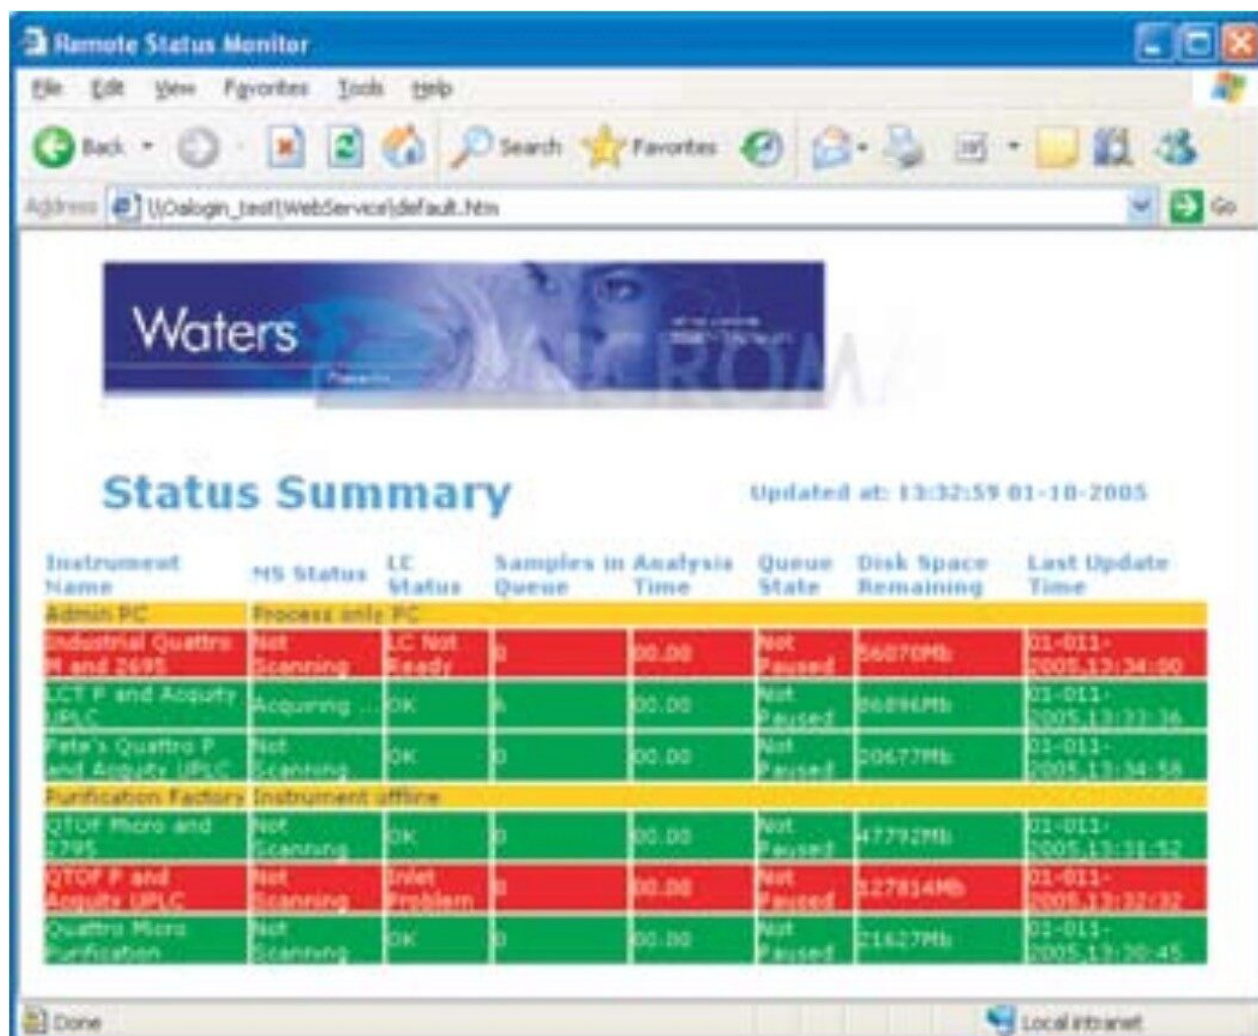 Remote Status Monitor
File Edit View Favorites Tools Help
Back Search Favorites
Address \\Oalogin_test\WebService\default.htm Go
Waters
MICROMA
Status Summary
Updated at: 13:32:59 01-10-2005
Instrument Name MS Status LC Status Samples in Queue Analysis Time Queue State Disk Space Remaining Last Update Time
Admin PC Process only PC
Industrial Quattro Not LC Not 0 00.00 Not 56070Mb 01-011-
M and 2695 Scanning Ready Paused 2005,13:34:00
LCT P and Acquity Acquiring ... OK 6 00.00 Not 86896Mb 01-011-
UPLC Paused 2005,13:33:36
Pete's Quattro P Not OK 0 00.00 Not 20677Mb 01-011-
and Acquity UPLC Scanning Paused 2005,13:34:58
Purification Factory Instrument offline
QTOF Micro and Not OK 0 00.00 Not 47792Mb 01-011-
2795 Scanning Paused 2005,13:31:52
QTOF P and Not Inlet 0 00.00 Not 127814Mb 01-011-
Acquity UPLC Scanning Problem Paused 2005,13:32:32
Quattro Micro Not OK 0 00.00 Not 21627Mb 01-011-
Purification Scanning Paused
Done Local intranet